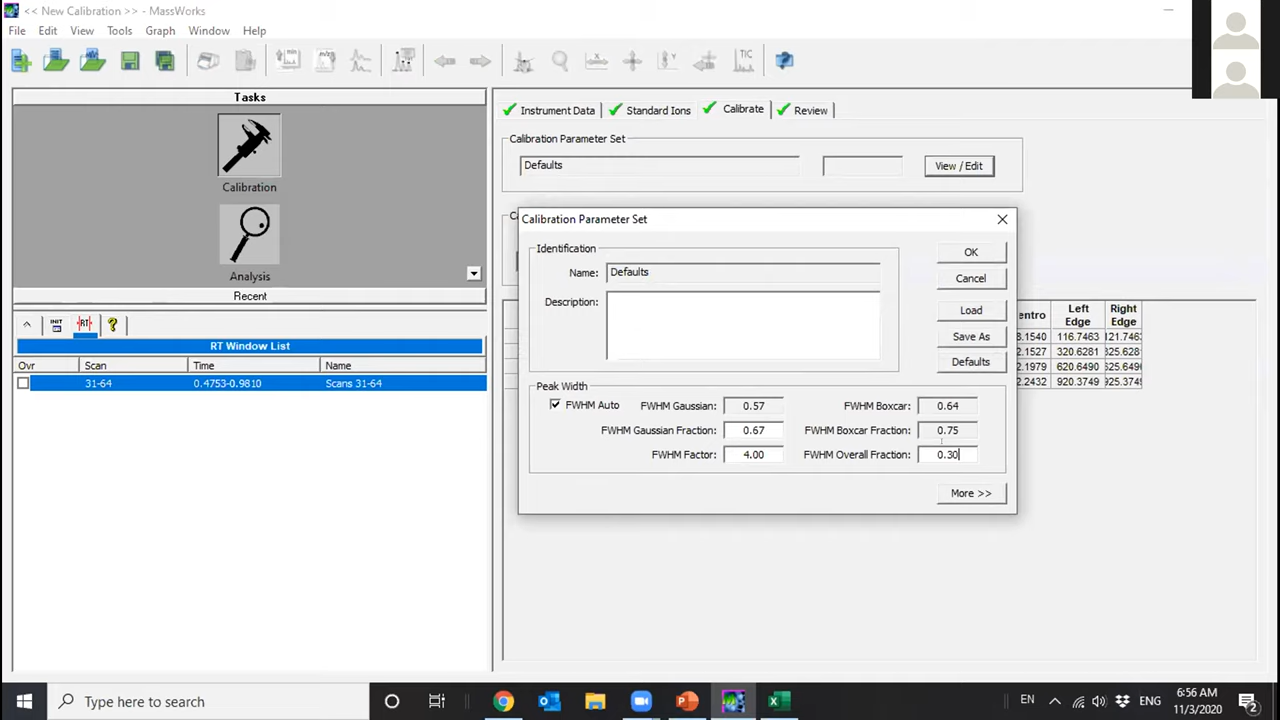 << New Calibration >> - MassWorks
File Edit View Tools Graph Window Help
TIC
Tasks
Calibration
Analysis
Recent
INIT
RT
RT Window List
Ovr Scan Time Name
31-64 0.4753-0.9810 Scans 31-64
Instrument Data Standard Ions Calibrate Review
Calibration Parameter Set
Defaults
View / Edit
Calibration Parameter Set
Identification
Name: Defaults
Description:
OK
Cancel
Load
Save As
Defaults
Peak Width
FWHM Auto
FWHM Gaussian: 0.57
FWHM Boxcar: 0.64
FWHM Gaussian Fraction: 0.67
FWHM Boxcar Fraction: 0.75
FWHM Factor: 4.00
FWHM Overall Fraction: 0.30
More >>
Left Edge
Right Edge
116.7463
320.6281
620.6490
920.3749
Type here to search
EN
ENG
6:56 AM
11/3/2020
2